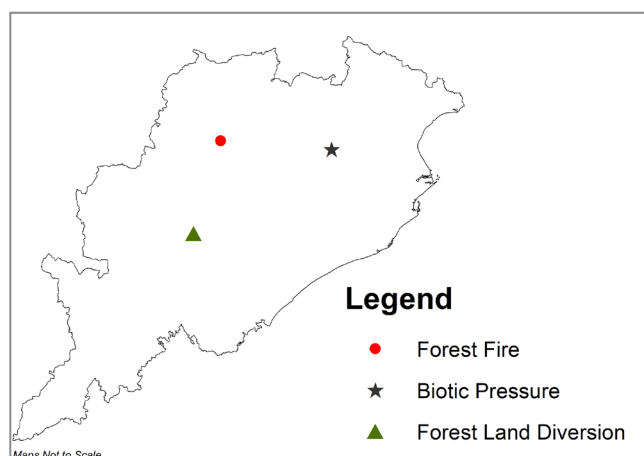 Legend
Forest Fire
Biotic Pressure
Forest Land Diversion
Maps Not to Scale